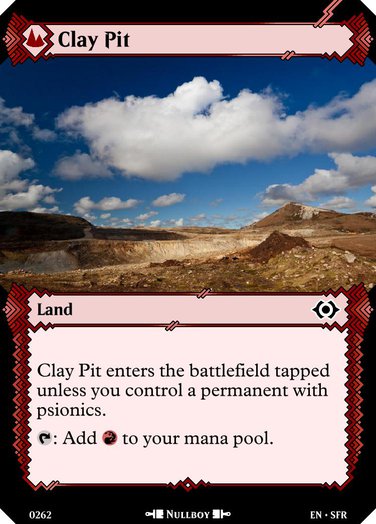 Clay Pit
Land
Clay Pit enters the battlefield tapped
unless you control a permanent with
psionics.
: Add to your mana pool.
0262 Nullboy EN • SFR